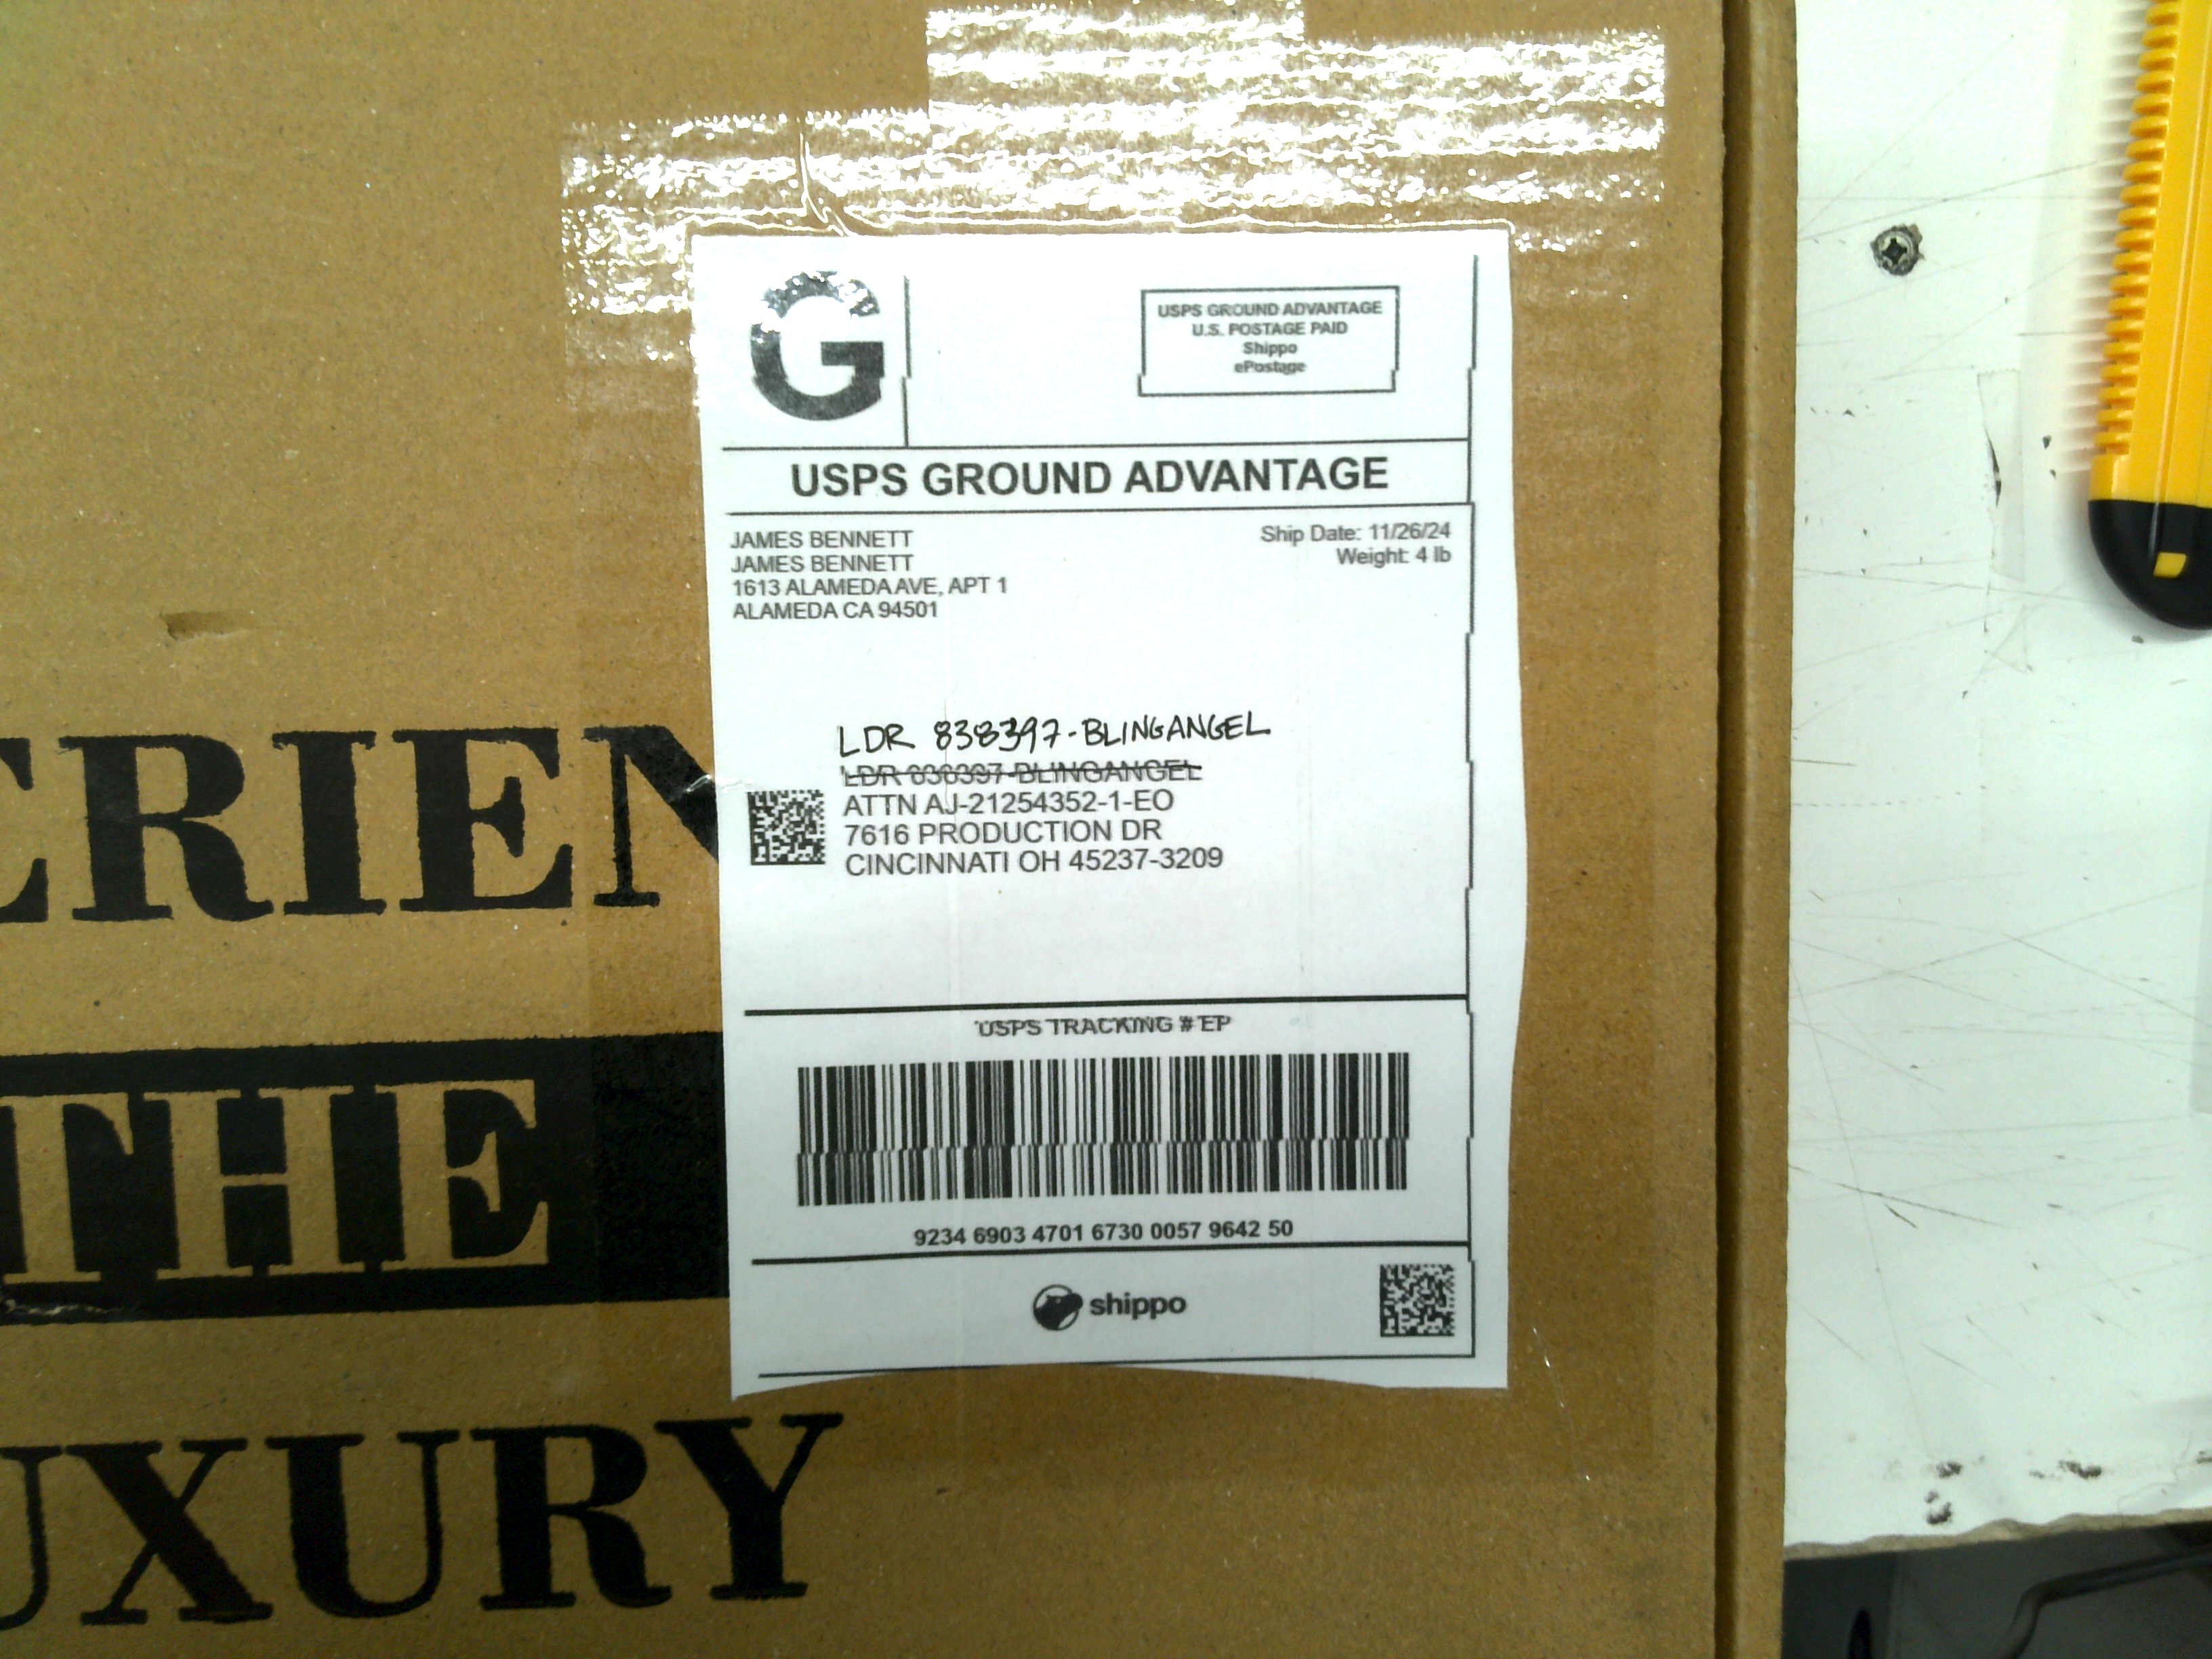 G
USPS GROUND ADVANTAGE
U.S. POSTAGE PAID
Shippo
ePostage
USPS GROUND ADVANTAGE
JAMES BENNETT
JAMES BENNETT
1613 ALAMEDA AVE, APT 1
ALAMEDA CA 94501
Ship Date: 11/26/24
Weight: 4 lb
LDR 838397-BLINGANGEL
LDR 838397-BLINGANGEL
ATTN AJ-21254352-1-EO
7616 PRODUCTION DR
CINCINNATI OH 45237-3209
USPS TRACKING # EP
9234 6903 4701 6730 0057 9642 50
shippo
ERIEN
THE
UXURY